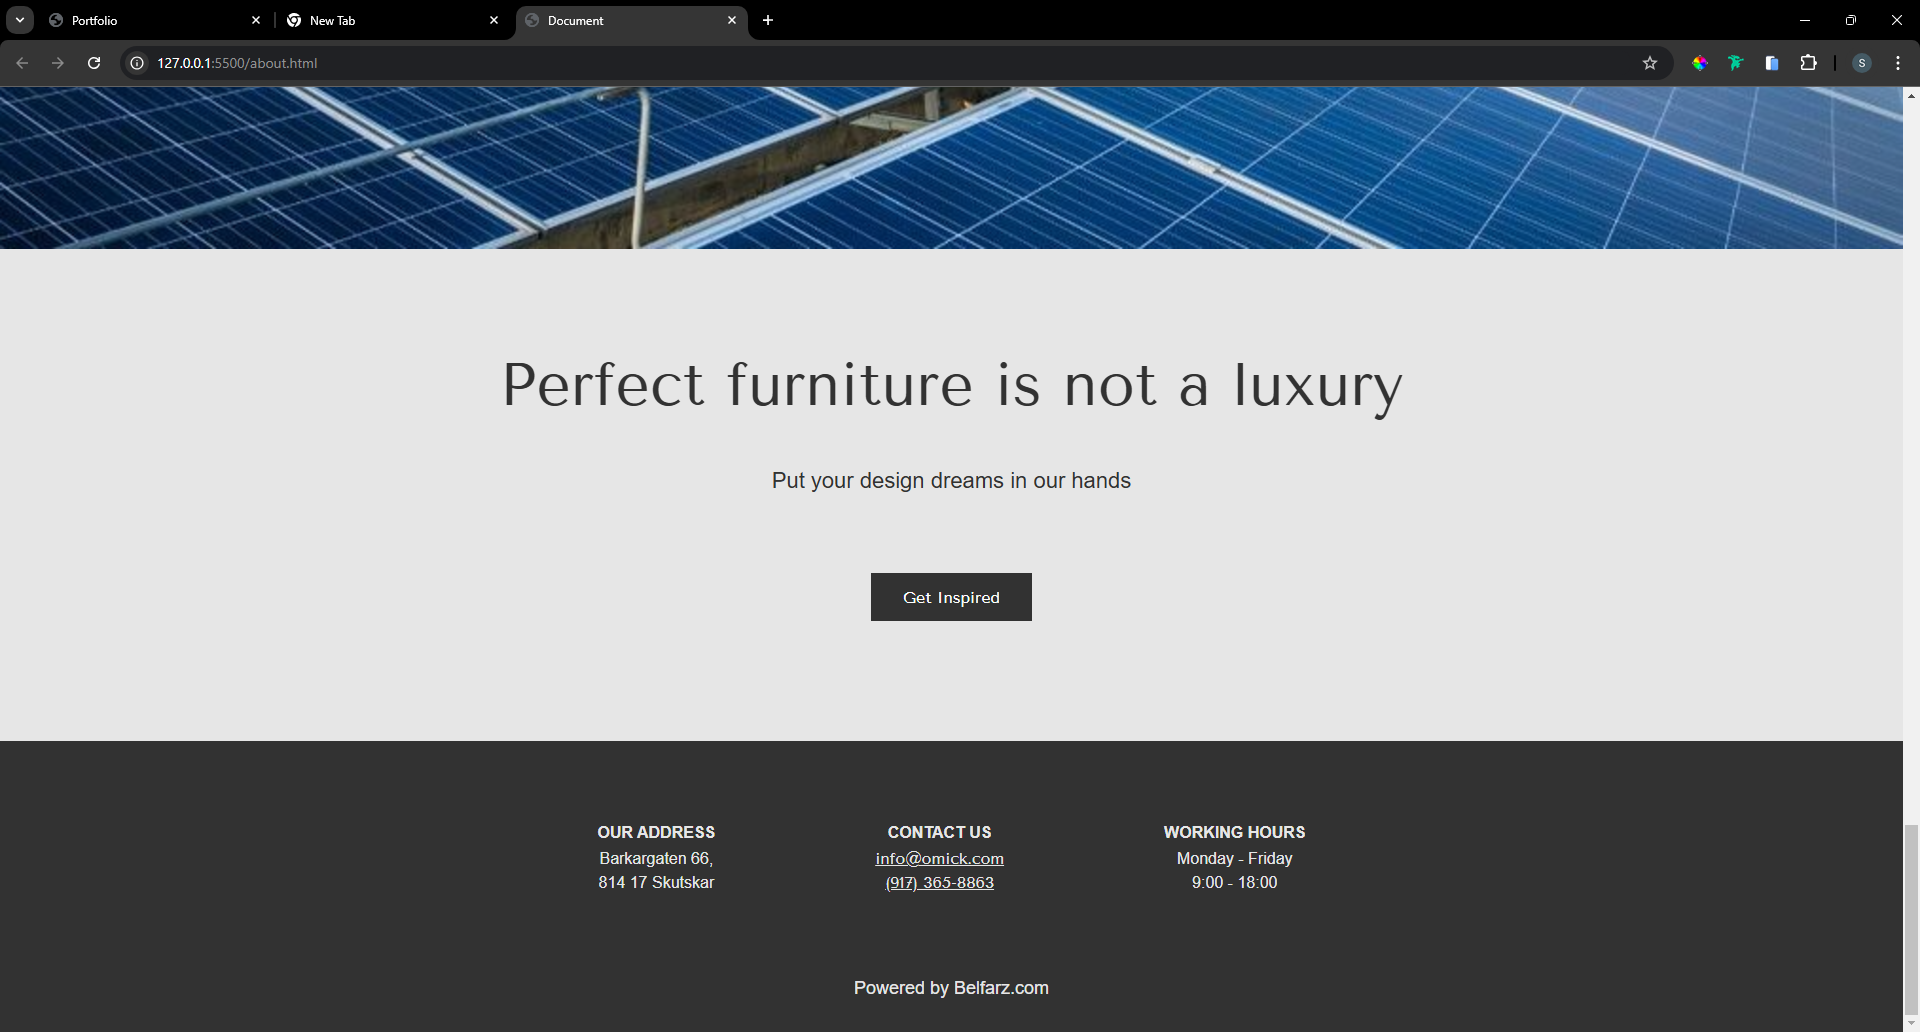 Portfolio
New Tab
Document
127.0.0.1:5500/about.html
S
Perfect furniture is not a luxury
Put your design dreams in our hands
Get Inspired
OUR ADDRESS
Barkargaten 66,
814 17 Skutskar
CONTACT US
info@omick.com
(917) 365-8863
WORKING HOURS
Monday - Friday
9:00 - 18:00
Powered by Belfarz.com